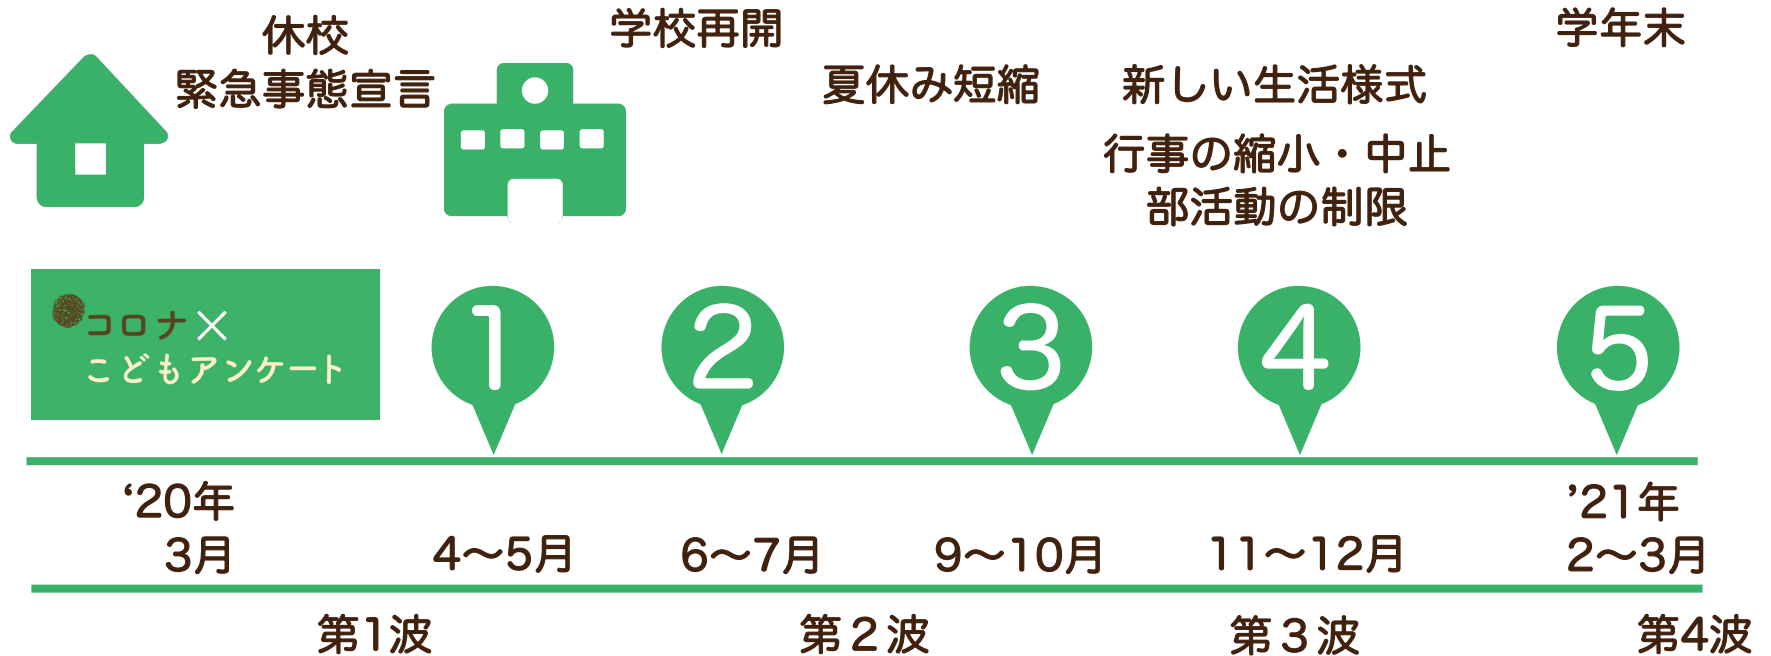 休校
緊急事態宣言
学校再開
夏休み短縮
新しい生活様式
行事の縮小・中止
部活動の制限
学年末
コロナ×
こどもアンケート
1
2
3
4
5
‘20年
3月
4〜5月
6〜7月
9〜10月
11〜12月
’21年
2〜3月
第1波
第２波
第３波
第4波